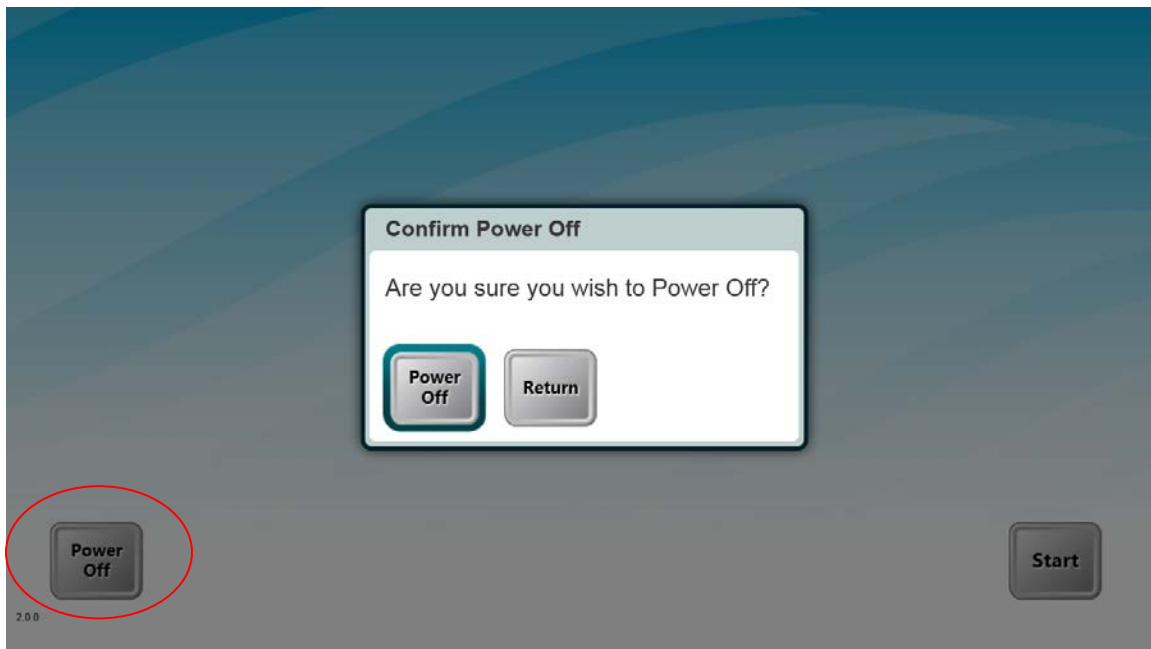 Confirm Power Off
Are you sure you wish to Power Off?
Power
Off
Return
Power
Off
Start
2.0.0